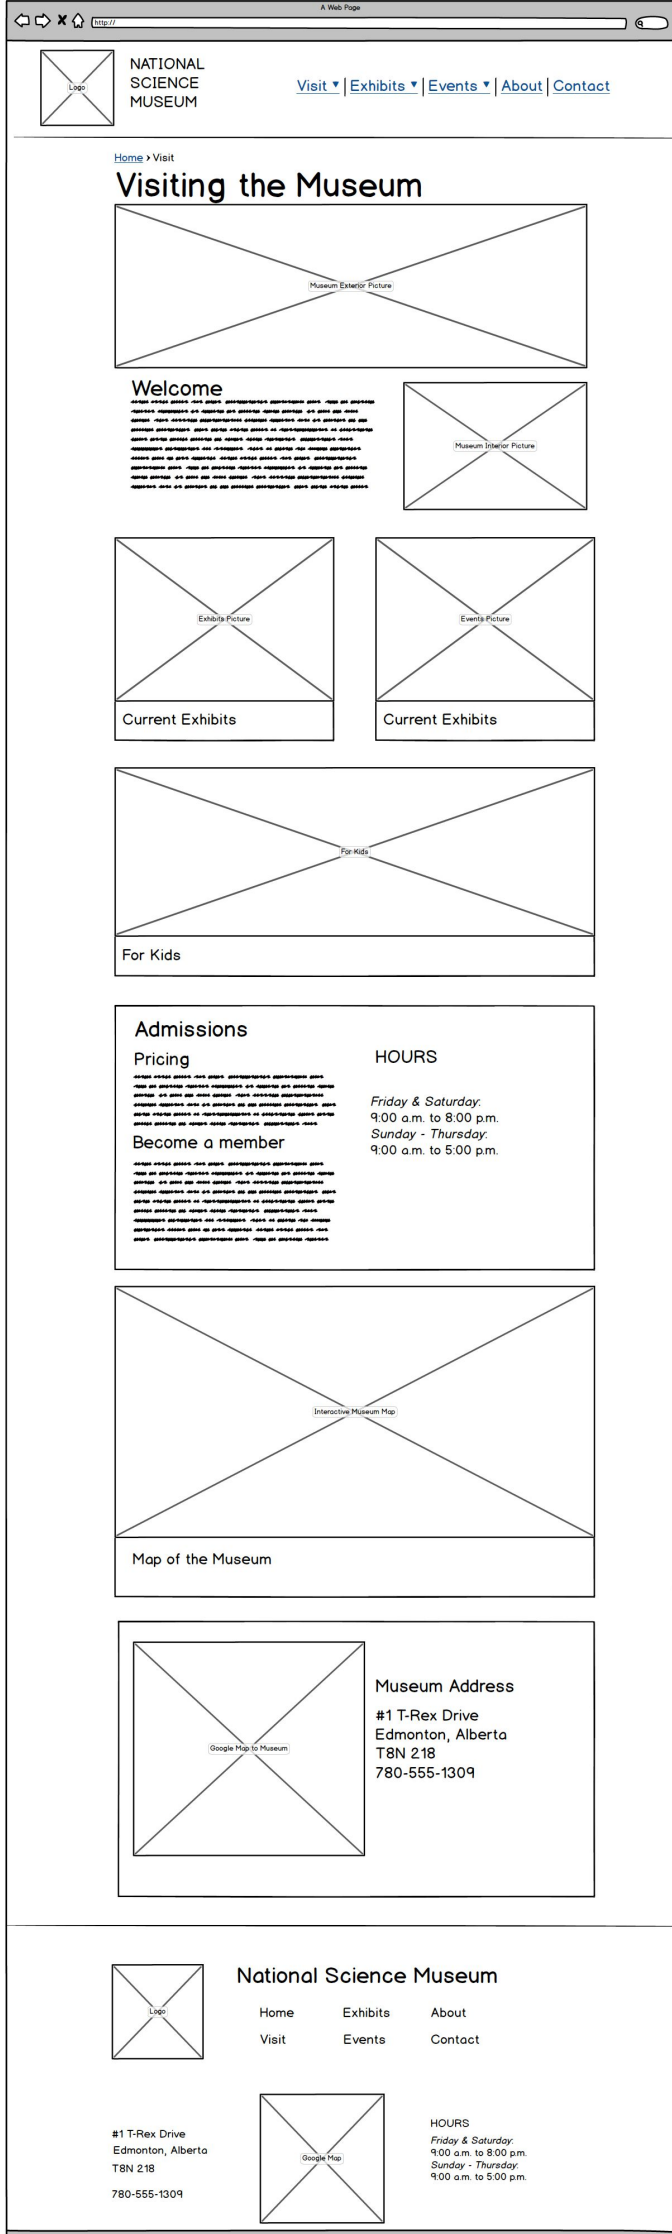 A Web Page
http://
Logo
NATIONAL
SCIENCE
MUSEUM
Visit ▼ | Exhibits ▼ | Events ▼ | About | Contact
Home > Visit
Visiting the Museum
Museum Exterior Picture
Welcome
Museum Interior Picture
Exhibits Picture
Events Picture
Current Exhibits
Current Exhibits
For Kids
For Kids
Admissions
Pricing
Become a member
HOURS
Friday & Saturday:
9:00 a.m. to 8:00 p.m.
Sunday - Thursday:
9:00 a.m. to 5:00 p.m.
Interactive Museum Map
Map of the Museum
Google Map to Museum
Museum Address
#1 T-Rex Drive
Edmonton, Alberta
T8N 218
780-555-1309
Logo
National Science Museum
Home Exhibits About
Visit Events Contact
#1 T-Rex Drive
Edmonton, Alberta
T8N 218
780-555-1309
Google Map
HOURS
Friday & Saturday:
9:00 a.m. to 8:00 p.m.
Sunday - Thursday:
9:00 a.m. to 5:00 p.m.